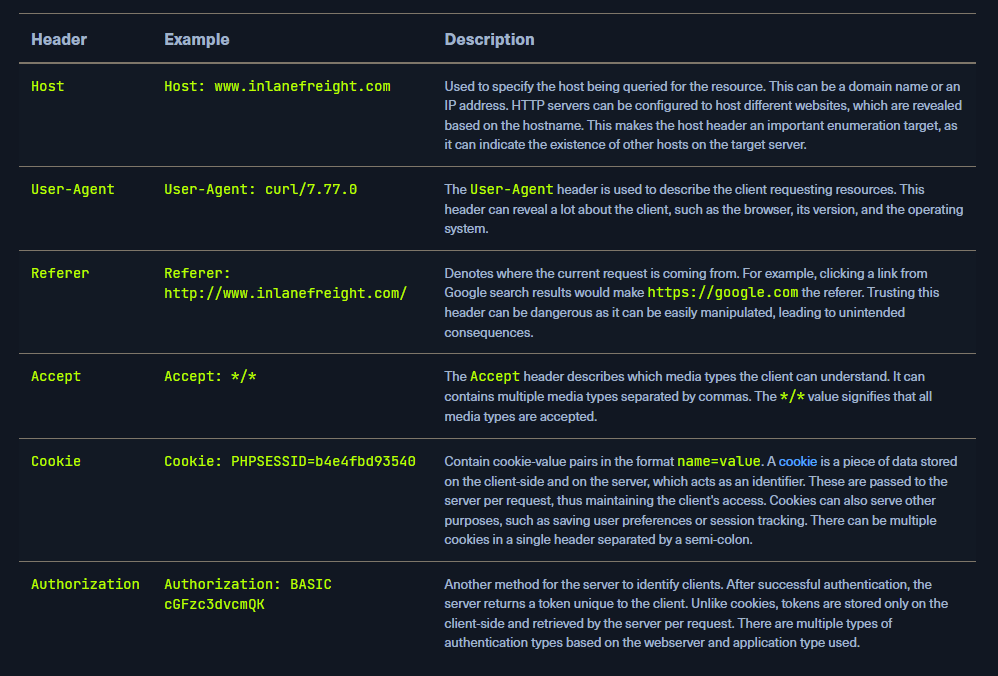 Header Example Description
Host Host: www.inlanefreight.com Used to specify the host being queried for the resource. This can be a domain name or an
IP address. HTTP servers can be configured to host different websites, which are revealed
based on the hostname. This makes the host header an important enumeration target, as
it can indicate the existence of other hosts on the target server.
User-Agent User-Agent: curl/7.77.0 The User-Agent header is used to describe the client requesting resources. This
header can reveal a lot about the client, such as the browser, its version, and the operating
system.
Referer Referer: Denotes where the current request is coming from. For example, clicking a link from
http://www.inlanefreight.com/ Google search results would make https://google.com the referer. Trusting this
header can be dangerous as it can be easily manipulated, leading to unintended
consequences.
Accept Accept: */* The Accept header describes which media types the client can understand. It can
contains multiple media types separated by commas. The */* value signifies that all
media types are accepted.
Cookie Cookie: PHPSESSID=b4e4fbd93540 Contain cookie-value pairs in the format name=value. A cookie is a piece of data stored
on the client-side and on the server, which acts as an identifier. These are passed to the
server per request, thus maintaining the client's access. Cookies can also serve other
purposes, such as saving user preferences or session tracking. There can be multiple
cookies in a single header separated by a semi-colon.
Authorization Authorization: BASIC Another method for the server to identify clients. After successful authentication, the
cGFzc3dvcmQK server returns a token unique to the client. Unlike cookies, tokens are stored only on the
client-side and retrieved by the server per request. There are multiple types of
authentication types based on the webserver and application type used.